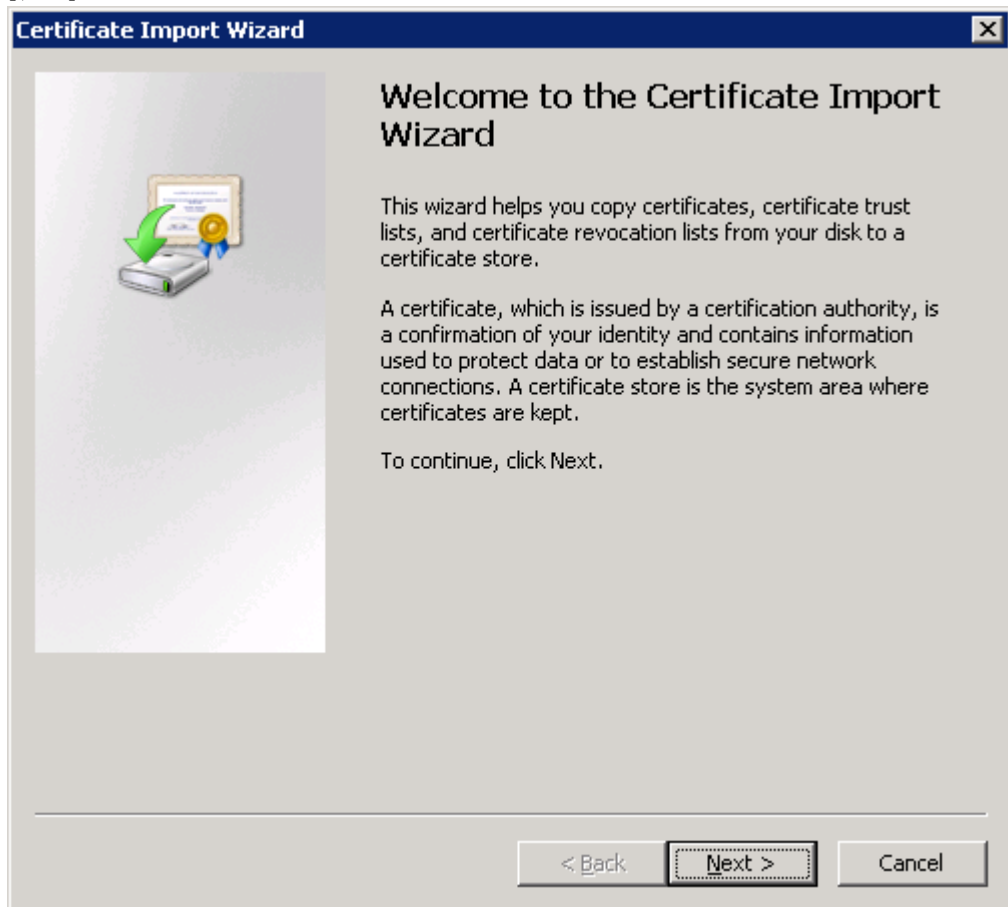 Certificate Import Wizard
Welcome to the Certificate Import
Wizard
This wizard helps you copy certificates, certificate trust
lists, and certificate revocation lists from your disk to a
certificate store.
A certificate, which is issued by a certification authority, is
a confirmation of your identity and contains information
used to protect data or to establish secure network
connections. A certificate store is the system area where
certificates are kept.
To continue, click Next.
< Back
Next >
Cancel